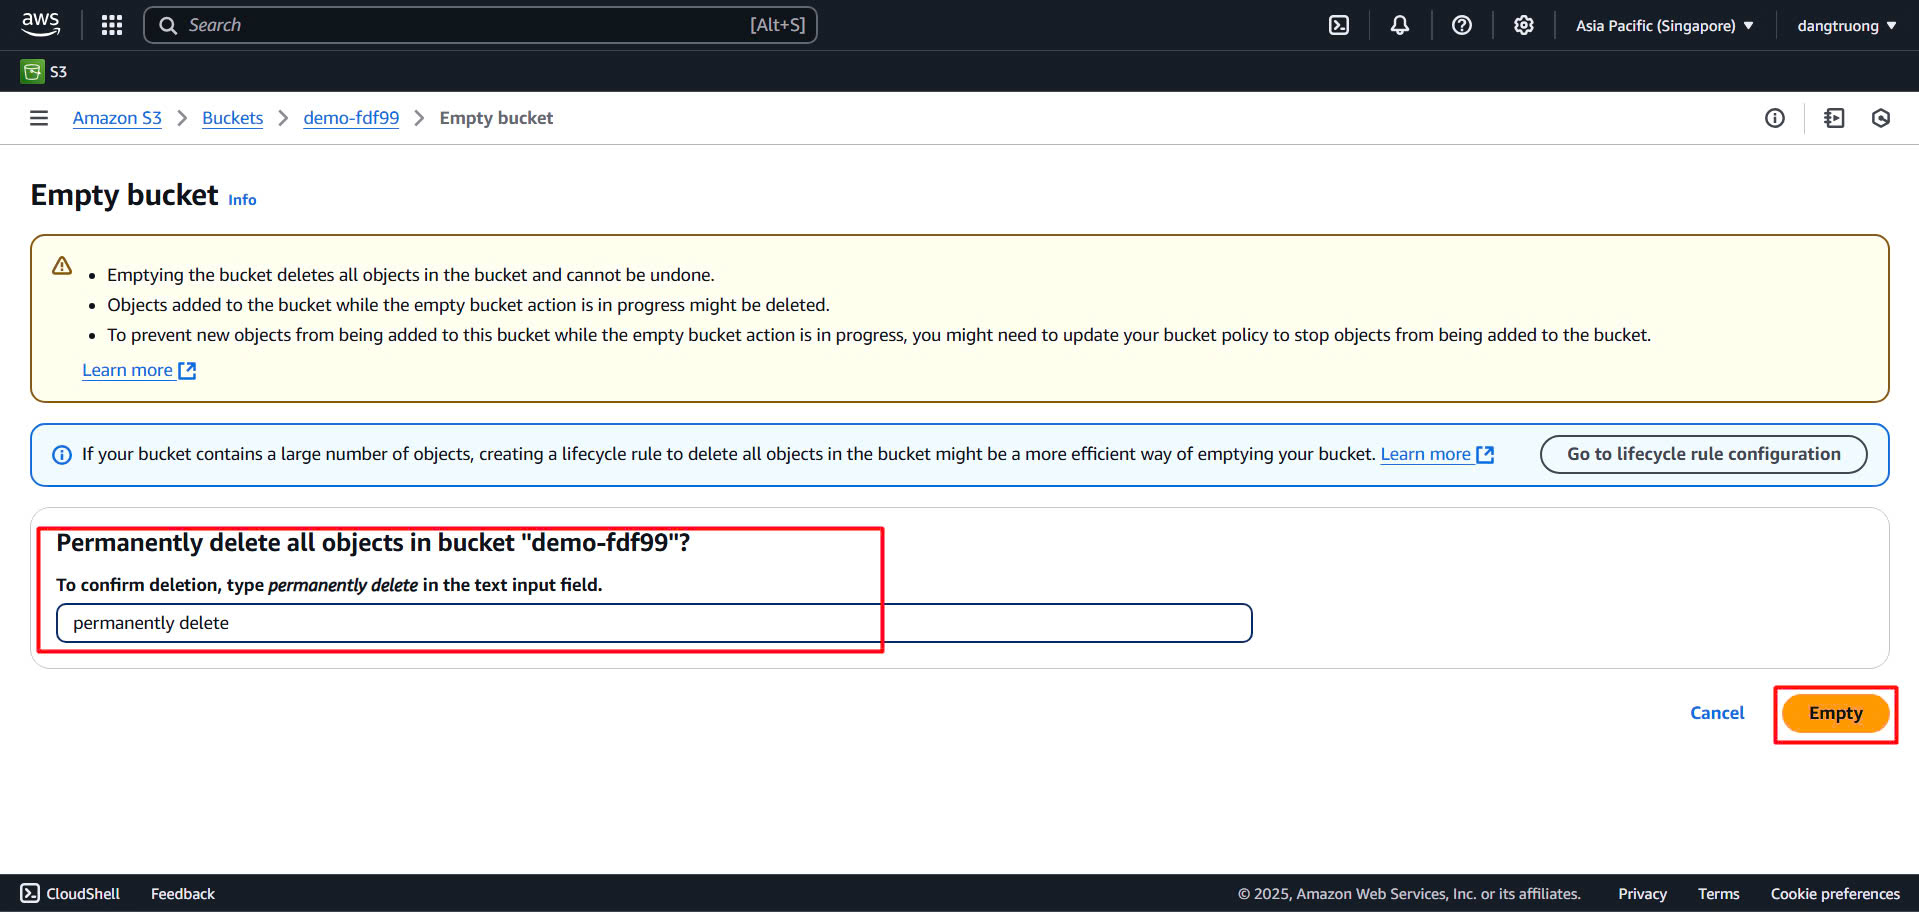 aws
Search [Alt+S]
Asia Pacific (Singapore) dangtruong
S3
Amazon S3 Buckets demo-fdf99 Empty bucket
Empty bucket Info
Emptying the bucket deletes all objects in the bucket and cannot be undone.
Objects added to the bucket while the empty bucket action is in progress might be deleted.
To prevent new objects from being added to this bucket while the empty bucket action is in progress, you might need to update your bucket policy to stop objects from being added to the bucket.
Learn more
If your bucket contains a large number of objects, creating a lifecycle rule to delete all objects in the bucket might be a more efficient way of emptying your bucket. Learn more Go to lifecycle rule configuration
Permanently delete all objects in bucket "demo-fdf99"?
To confirm deletion, type permanently delete in the text input field.
permanently delete
Cancel Empty
CloudShell Feedback © 2025, Amazon Web Services, Inc. or its affiliates. Privacy Terms Cookie preferences